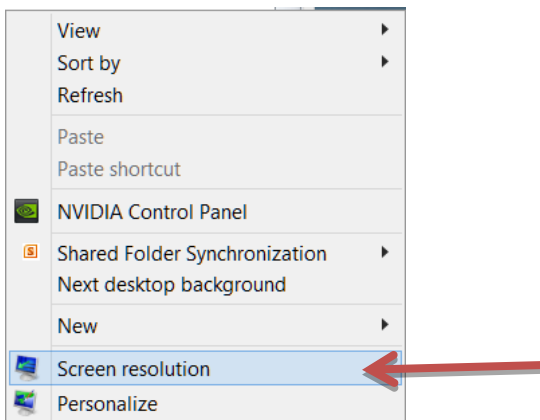 View
Sort by
Refresh
Paste
Paste shortcut
NVIDIA Control Panel
S
Shared Folder Synchronization
Next desktop background
New
Screen resolution
Personalize